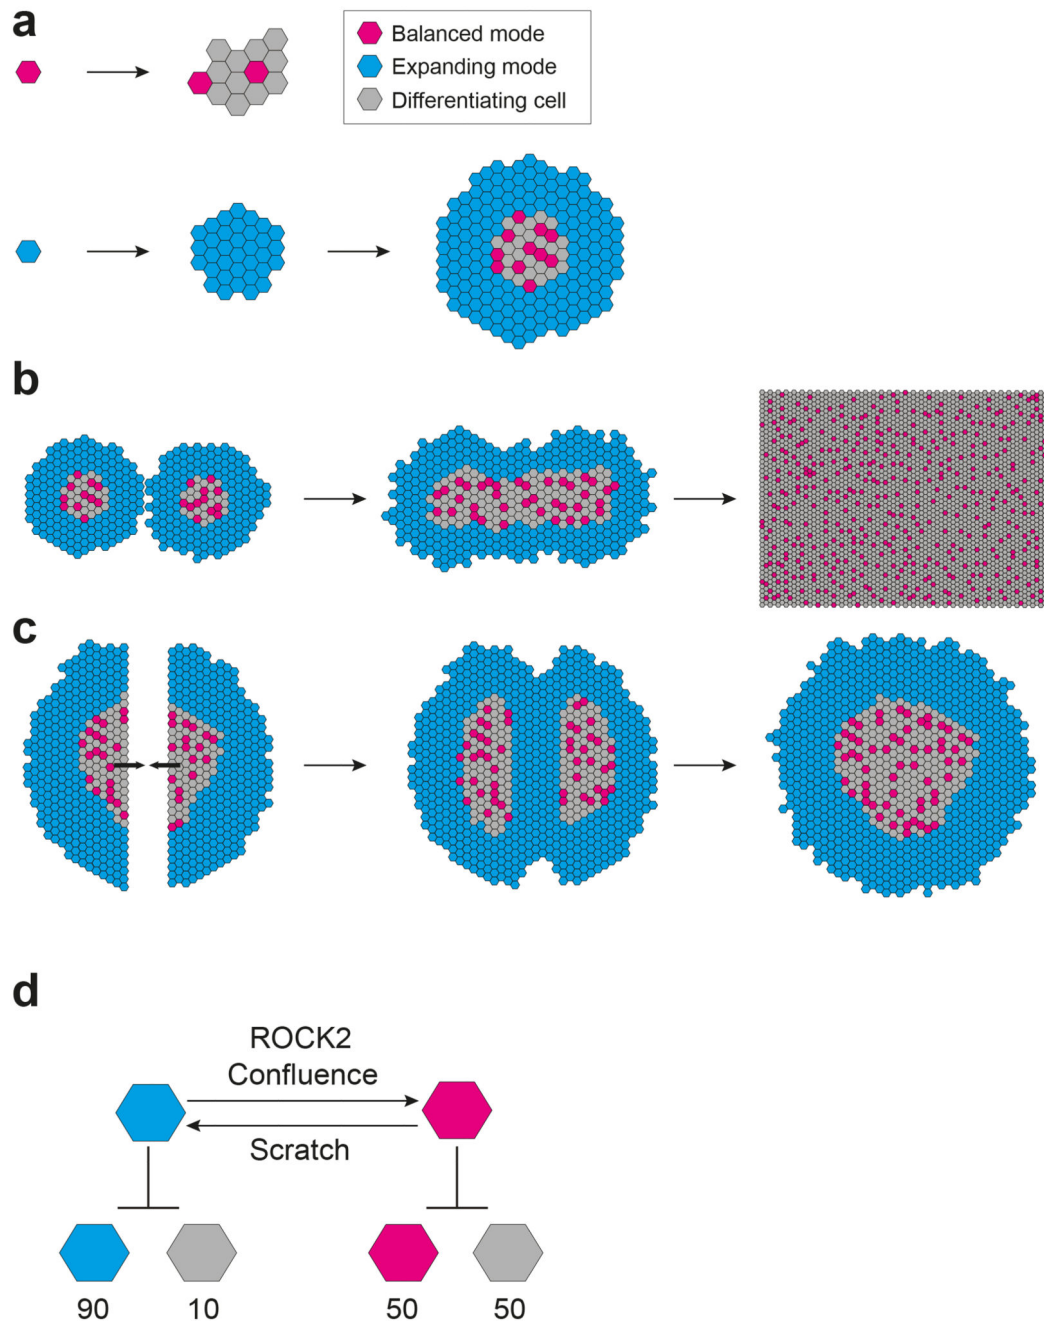 a
Balanced mode
Expanding mode
Differentiating cell
b
c
d
ROCK2
Confluence
Scratch
90 10 50 50